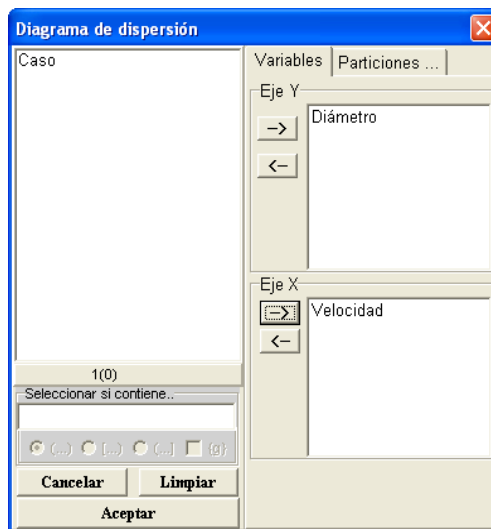 Diagrama de dispersión
Caso
1(0)
Seleccionar si contiene..
(...) [...) (...] {g}
Cancelar Limpiar
Aceptar
Variables Particiones ...
Eje Y
-->
<--
Diámetro
Eje X
-->
<--
Velocidad